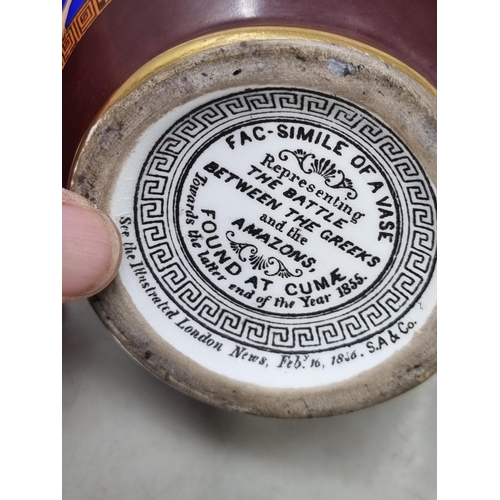 FAC-SIMILE OF A VASE
Representing
THE BATTLE
BETWEEN THE GREEKS
and the
AMAZONS,
FOUND AT CUMÆ
Towards the latter end of the Year 1855.
See the Illustrated London News, Feby. 16, 1856. S.A & Co.